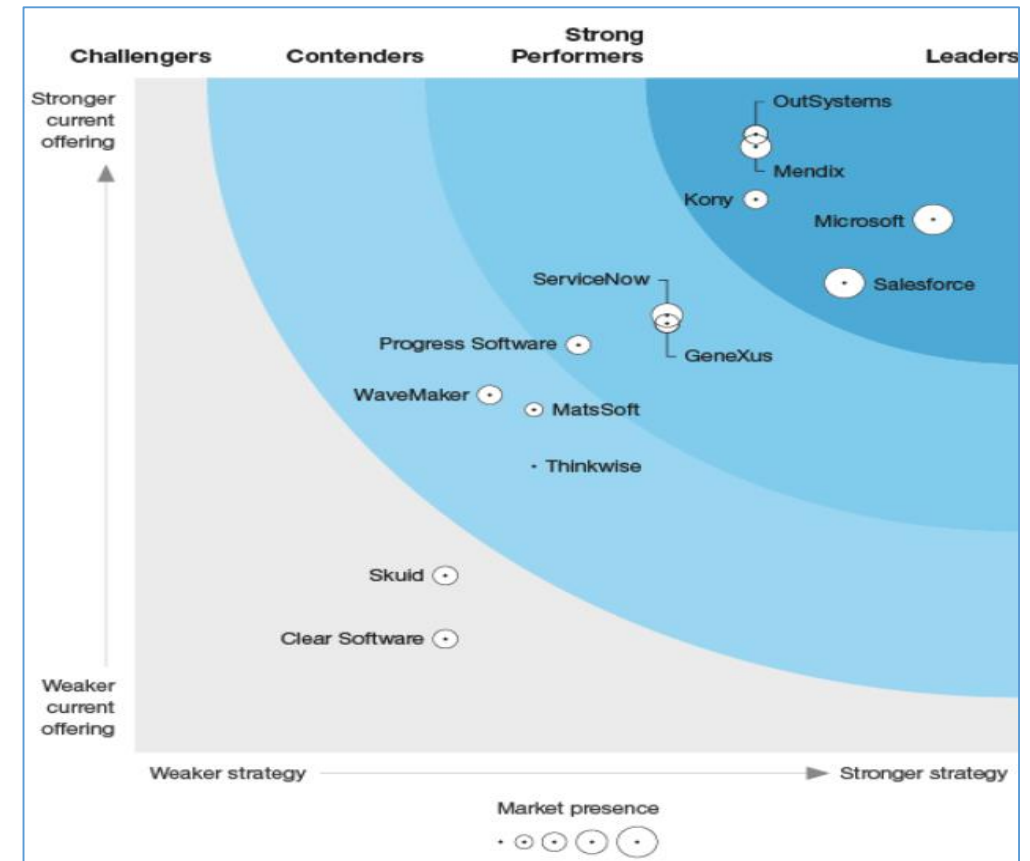 Challengers
Contenders
Strong
Performers
Leaders
Stronger
current
offering
OutSystems
Mendix
Kony
Microsoft
Salesforce
ServiceNow
GeneXus
Progress Software
WaveMaker
MatsSoft
Thinkwise
Skuid
Clear Software
Weaker
current
offering
Weaker strategy
Stronger strategy
Market presence